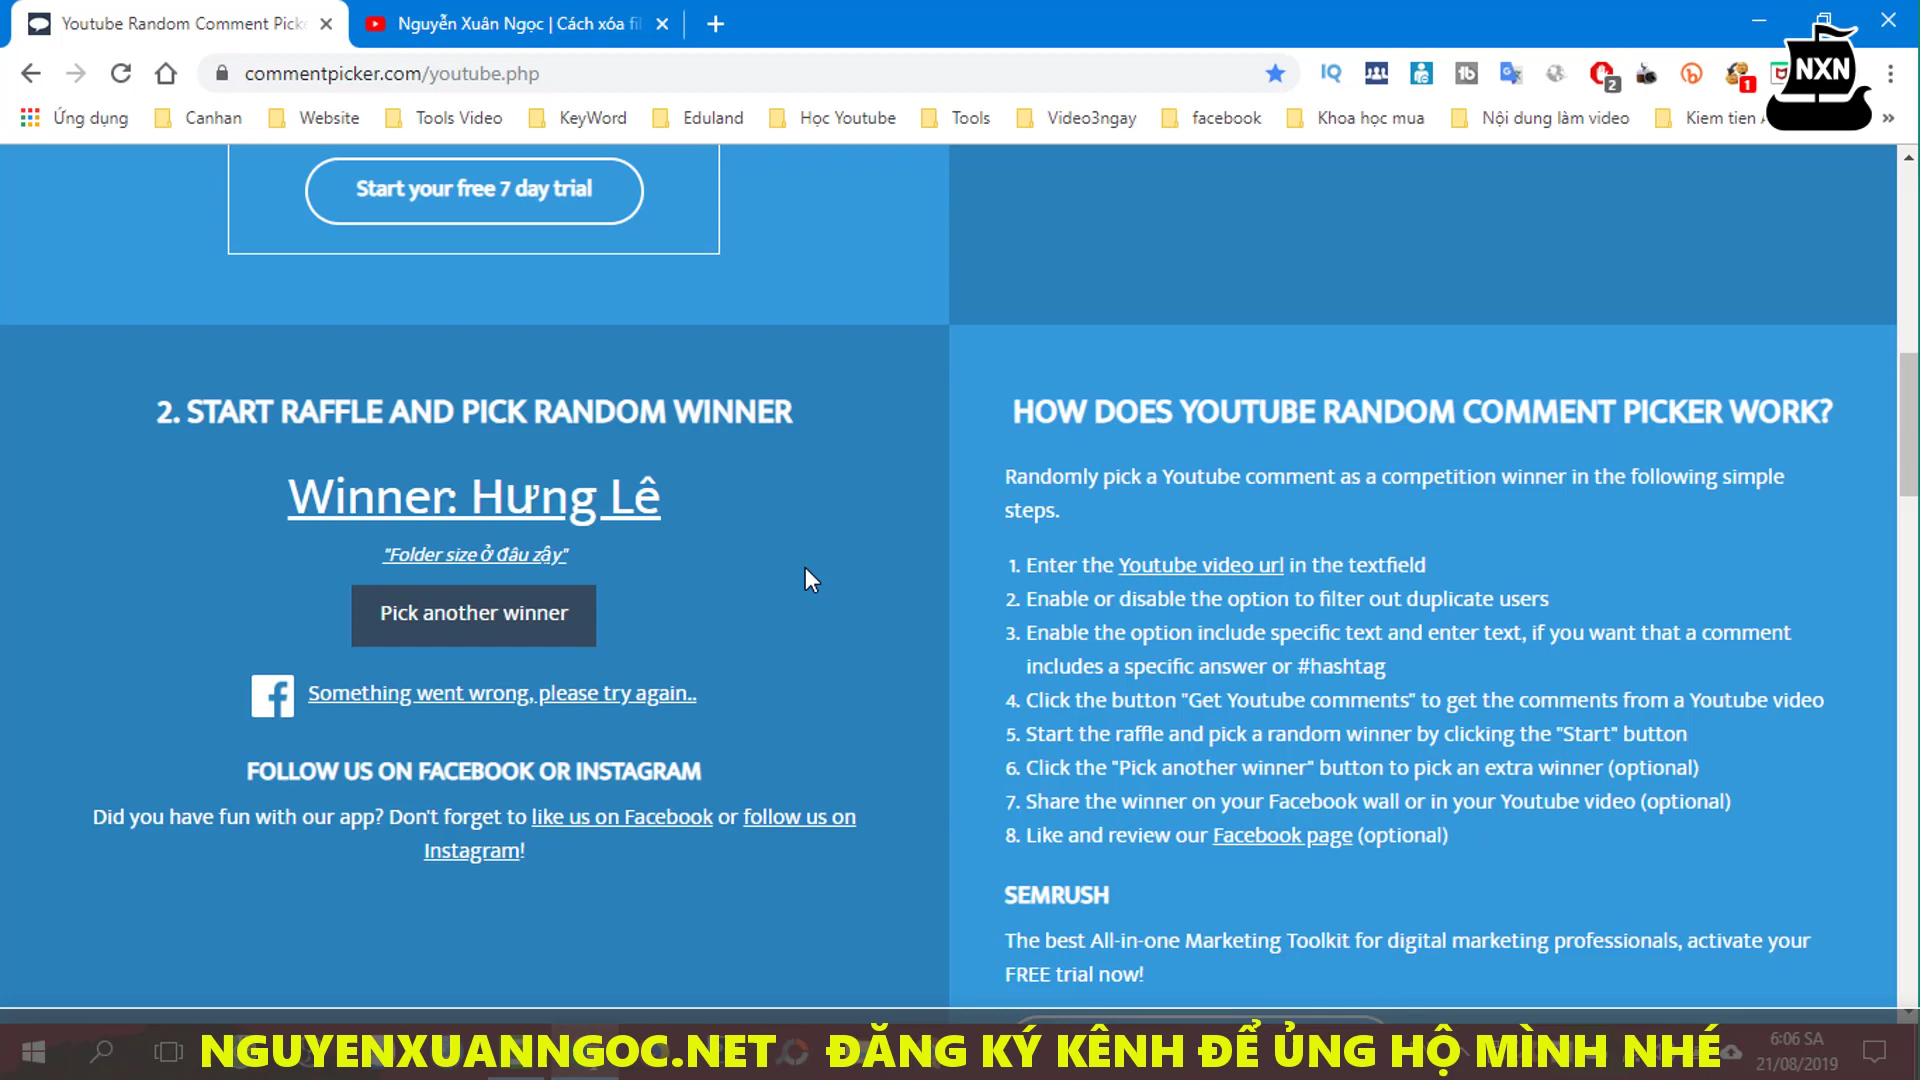 Youtube Random Comment Picke
Nguyễn Xuân Ngọc | Cách xóa fi
commentpicker.com/youtube.php
IQ
2
1
NXN
Ứng dụng Canhan Website Tools Video KeyWord Eduland Học Youtube Tools Video3ngay facebook Khoa học mua Nội dung làm video Kiem tien
Start your free 7 day trial
2. START RAFFLE AND PICK RANDOM WINNER
Winner: Hưng Lê
"Folder size ở đâu zậy"
Pick another winner
Something went wrong, please try again..
FOLLOW US ON FACEBOOK OR INSTAGRAM
Did you have fun with our app? Don't forget to like us on Facebook or follow us on
Instagram!
HOW DOES YOUTUBE RANDOM COMMENT PICKER WORK?
Randomly pick a Youtube comment as a competition winner in the following simple
steps.
1. Enter the Youtube video url in the textfield
2. Enable or disable the option to filter out duplicate users
3. Enable the option include specific text and enter text, if you want that a comment
includes a specific answer or #hashtag
4. Click the button "Get Youtube comments" to get the comments from a Youtube video
5. Start the raffle and pick a random winner by clicking the "Start" button
6. Click the "Pick another winner" button to pick an extra winner (optional)
7. Share the winner on your Facebook wall or in your Youtube video (optional)
8. Like and review our Facebook page (optional)
SEMRUSH
The best All-in-one Marketing Toolkit for digital marketing professionals, activate your
FREE trial now!
NGUYENXUANNGOC.NET ĐĂNG KÝ KÊNH ĐỂ ỦNG HỘ MÌNH NHÉ
6:06 SA
21/08/2019